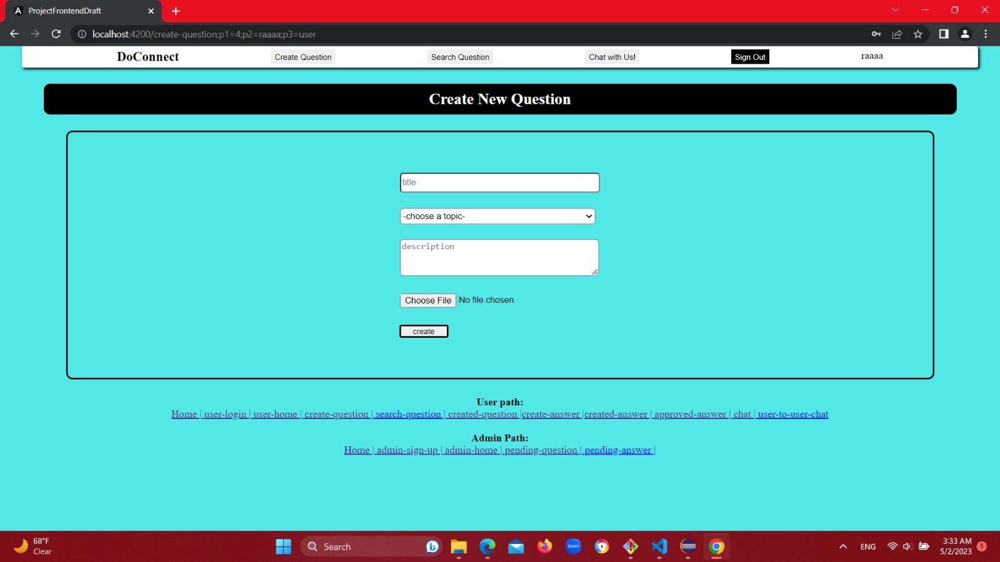 ProjectFrontendDraft
localhost:4200/create-question;p1=4;p2=raaaa;p3=user
DoConnect Create Question Search Question Chat with Us! Sign Out raaaa
Create New Question
title
-choose a topic-
description
Choose File No file chosen
create
User path:
Home | user-login | user-home | create-question | search-question | created-question |create-answer |created-answer | approved-answer | chat | user-to-user-chat
Admin Path:
Home | admin-sign-up | admin-home | pending-question | pending-answer |
68°F
Clear
Search
zoom
ENG
3:33 AM
5/2/2023
5